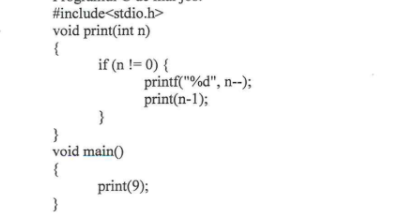 #include<stdio.h>
void print(int n)
{
if (n != 0) {
printf("%d", n--);
print(n-1);
}
}
void main()
{
print(9);
}